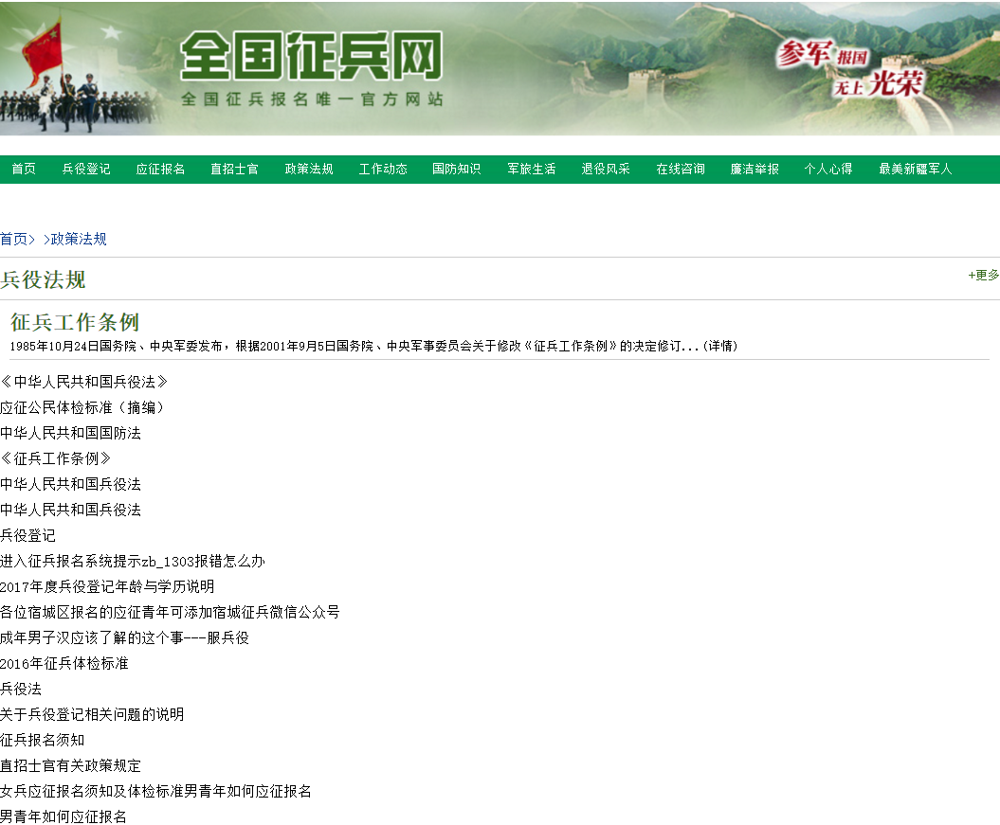 全国征兵网
全国征兵报名唯一官方网站
参军 报国
无上 光荣
首页 兵役登记 应征报名 直招士官 政策法规 工作动态 国防知识 军旅生活 退役风采 在线咨询 廉洁举报 个人心得 最美新疆军人
首页> >政策法规
兵役法规 +更多
征兵工作条例
1985年10月24日国务院、中央军委发布，根据2001年9月5日国务院、中央军事委员会关于修改《征兵工作条例》的决定修订...(详情)
《中华人民共和国兵役法》
应征公民体检标准（摘编）
中华人民共和国国防法
《征兵工作条例》
中华人民共和国兵役法
中华人民共和国兵役法
兵役登记
进入征兵报名系统提示zb_1303报错怎么办
2017年度兵役登记年龄与学历说明
各位宿城区报名的应征青年可添加宿城征兵微信公众号
成年男子汉应该了解的这个事---服兵役
2016年征兵体检标准
兵役法
关于兵役登记相关问题的说明
征兵报名须知
直招士官有关政策规定
女兵应征报名须知及体检标准男青年如何应征报名
男青年如何应征报名